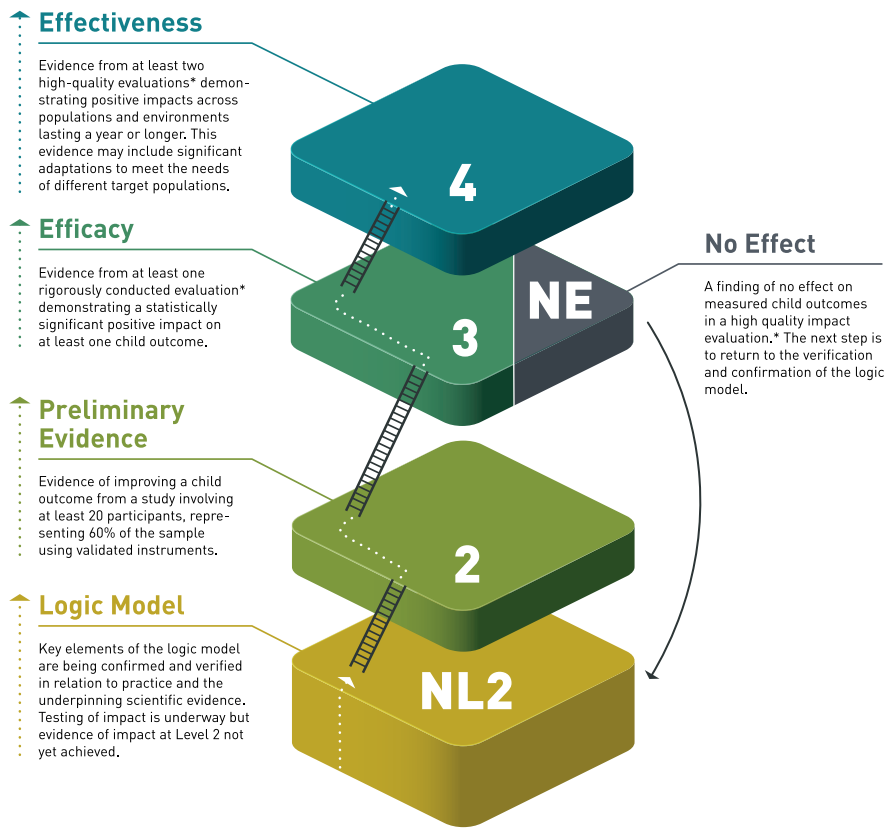 Effectiveness
Evidence from at least two
high-quality evaluations* demon-
strating positive impacts across
populations and environments
lasting a year or longer. This
evidence may include significant
adaptations to meet the needs
of different target populations.
4
Efficacy
Evidence from at least one
rigorously conducted evaluation*
demonstrating a statistically
significant positive impact on
at least one child outcome.
3
NE
No Effect
A finding of no effect on
measured child outcomes
in a high quality impact
evaluation.* The next step is
to return to the verification
and confirmation of the logic
model.
Preliminary
Evidence
Evidence of improving a child
outcome from a study involving
at least 20 participants, repre-
senting 60% of the sample
using validated instruments.
2
Logic Model
Key elements of the logic model
are being confirmed and verified
in relation to practice and the
underpinning scientific evidence.
Testing of impact is underway but
evidence of impact at Level 2 not
yet achieved.
NL2